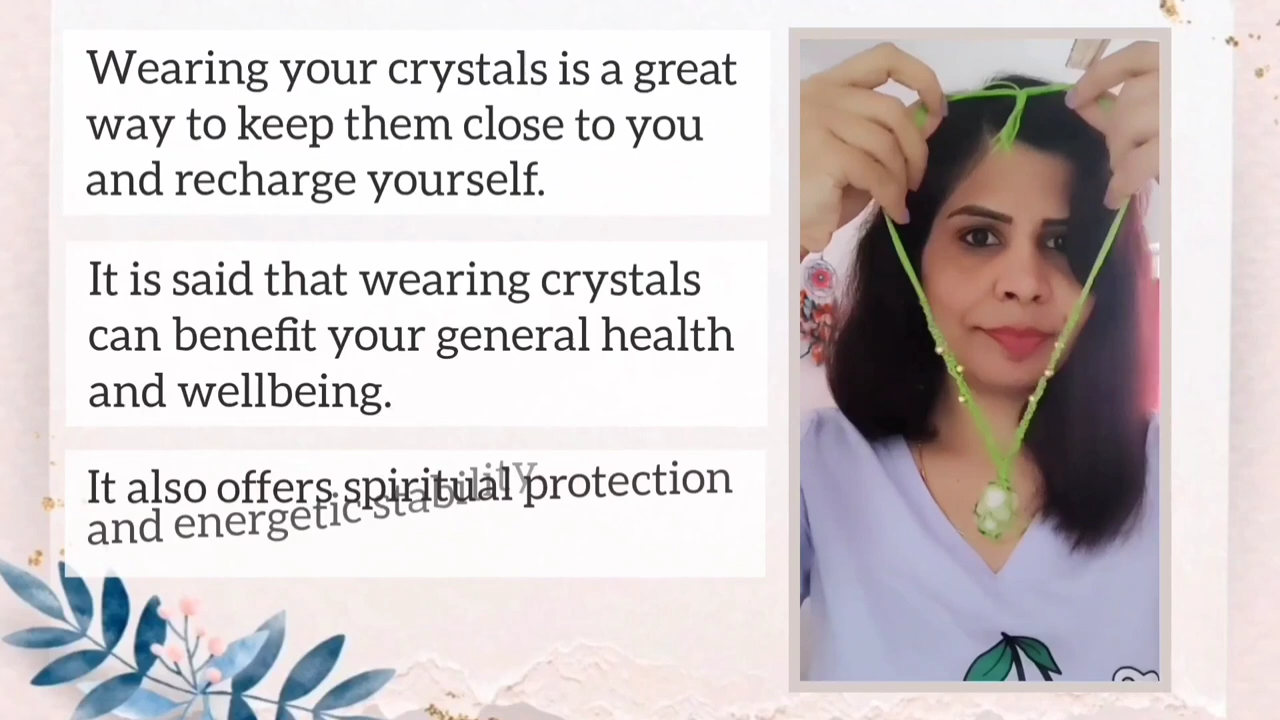 Wearing your crystals is a great
way to keep them close to you
and recharge yourself.
It is said that wearing crystals
can benefit your general health
and wellbeing.
It also offers spiritual protection
and energetic stability